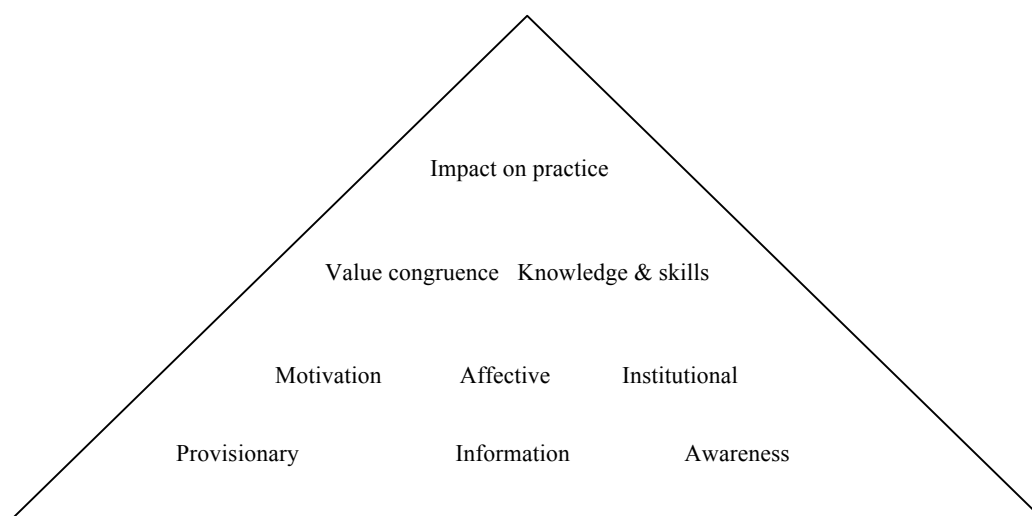 Impact on practice
Value congruence Knowledge & skills
Motivation Affective Institutional
Provisionary Information Awareness